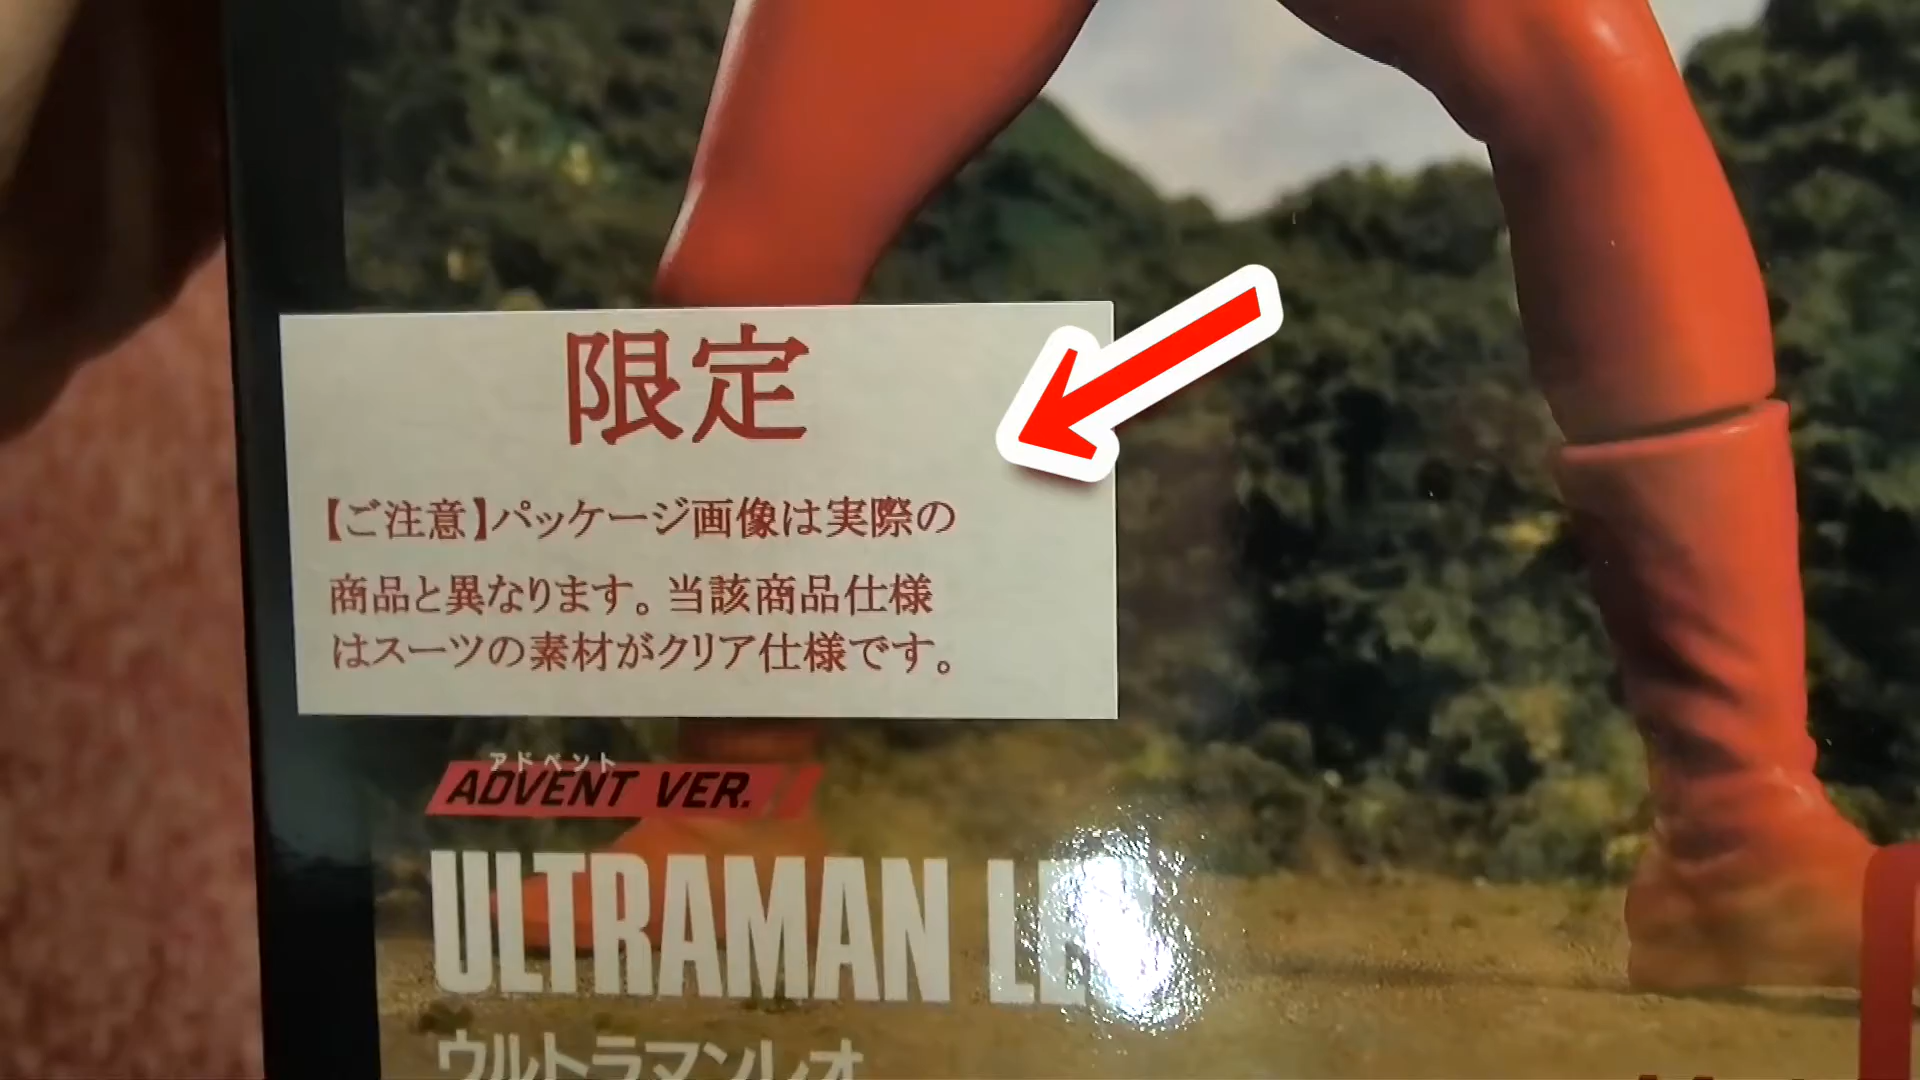 限定
【ご注意】パッケージ画像は実際の
商品と異なります。当該商品仕様
はスーツの素材がクリア仕様です。
アドベント
ADVENT VER.
ULTRAMAN LEO
ウルトラマンレオ